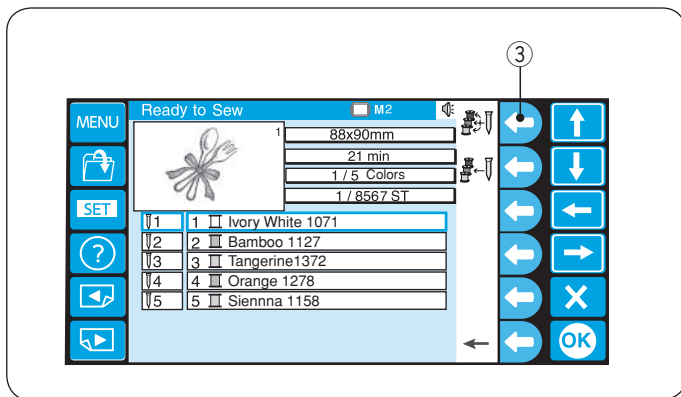 ③
MENU
Ready to Sew M2
1
88x90mm
21 min
1 / 5 Colors
1 / 8567 ST
SET
1 1 Ivory White 1071
2 2 Bamboo 1127
?
3 3 Tangerine1372
4 4 Orange 1278
5 5 Siennna 1158
OK